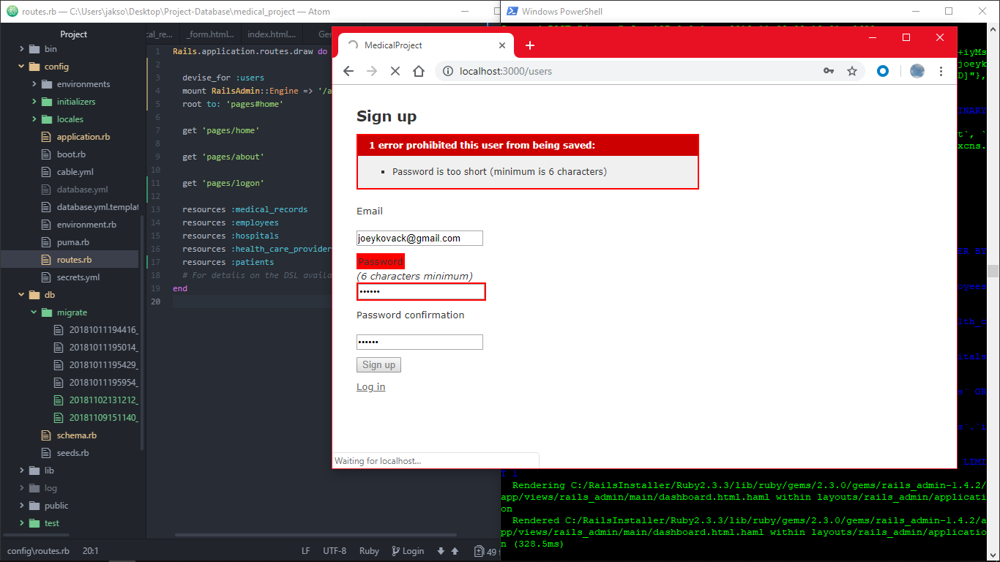 routes.rb — C:\Users\jakso\Desktop\Project-Database\medical_project — Atom
Project
bin
config
environments
initializers
locales
application.rb
boot.rb
cable.yml
database.yml
database.yml.templat
environment.rb
puma.rb
routes.rb
secrets.yml
db
migrate
20181011194416_
20181011195014_
20181011195429_
20181011195954_
20181102131212_
20181109151140_
schema.rb
seeds.rb
lib
log
public
test
cal_re...
_form.html...
index.html....
Ge
1 Rails.application.routes.draw do
2
3 devise_for :users
4 mount RailsAdmin::Engine => '/a
5 root to: 'pages#home'
6
7 get 'pages/home'
8
9 get 'pages/about'
10
11 get 'pages/logon'
12
13 resources :medical_records
14 resources :employees
15 resources :hospitals
16 resources :health_care_provider
17 resources :patients
18 # For details on the DSL availa
19 end
20
config\routes.rb 20:1
LF UTF-8 Ruby Login 49
MedicalProject
localhost:3000/users
Sign up
1 error prohibited this user from being saved:
Password is too short (minimum is 6 characters)
Email
joeykovack@gmail.com
Password
(6 characters minimum)
••••••
Password confirmation
••••••
Sign up
Log in
Waiting for localhost...
Windows PowerShell
+iyMs
joeyk
D]"},
INARY
t`, `
xcns.
ER BY
oyees
lth_c
itals
s` OR
s`.`i
LIMI
T 1
Rendering C:/RailsInstaller/Ruby2.3.3/lib/ruby/gems/2.3.0/gems/rails_admin-1.4.2/
app/views/rails_admin/main/dashboard.html.haml within layouts/rails_admin/applicati
on
Rendered C:/RailsInstaller/Ruby2.3.3/lib/ruby/gems/2.3.0/gems/rails_admin-1.4.2/a
pp/views/rails_admin/main/dashboard.html.haml within layouts/rails_admin/applicatio
n (328.5ms)